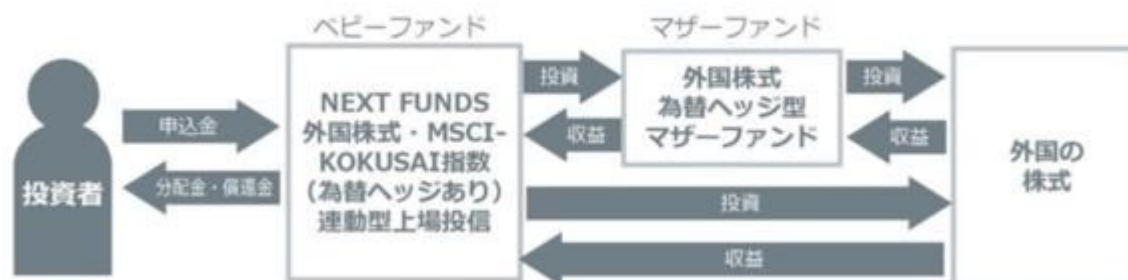 ベビーファンド
マザーファンド
投資者
申込金
分配金・償還金
NEXT FUNDS
外国株式・MSCI-
KOKUSAI指数
（為替ヘッジあり）
連動型上場投信
投資
収益
外国株式
為替ヘッジ型
マザーファンド
投資
収益
投資
収益
外国の
株式